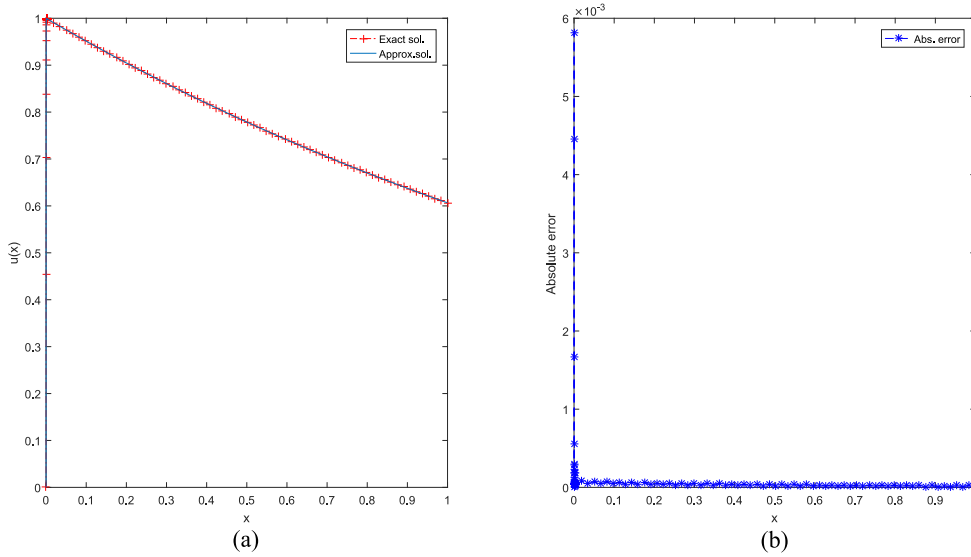 1
0.9
0.8
0.7
0.6
0.5
0.4
0.3
0.2
0.1
0
u(x)
0 0.1 0.2 0.3 0.4 0.5 0.6 0.7 0.8 0.9 1
x
Exact sol.
Approx.sol.
(a)
×10⁻³
6
5
4
3
2
1
0
Absolute error
0 0.1 0.2 0.3 0.4 0.5 0.6 0.7 0.8 0.9
x
Abs. error
(b)